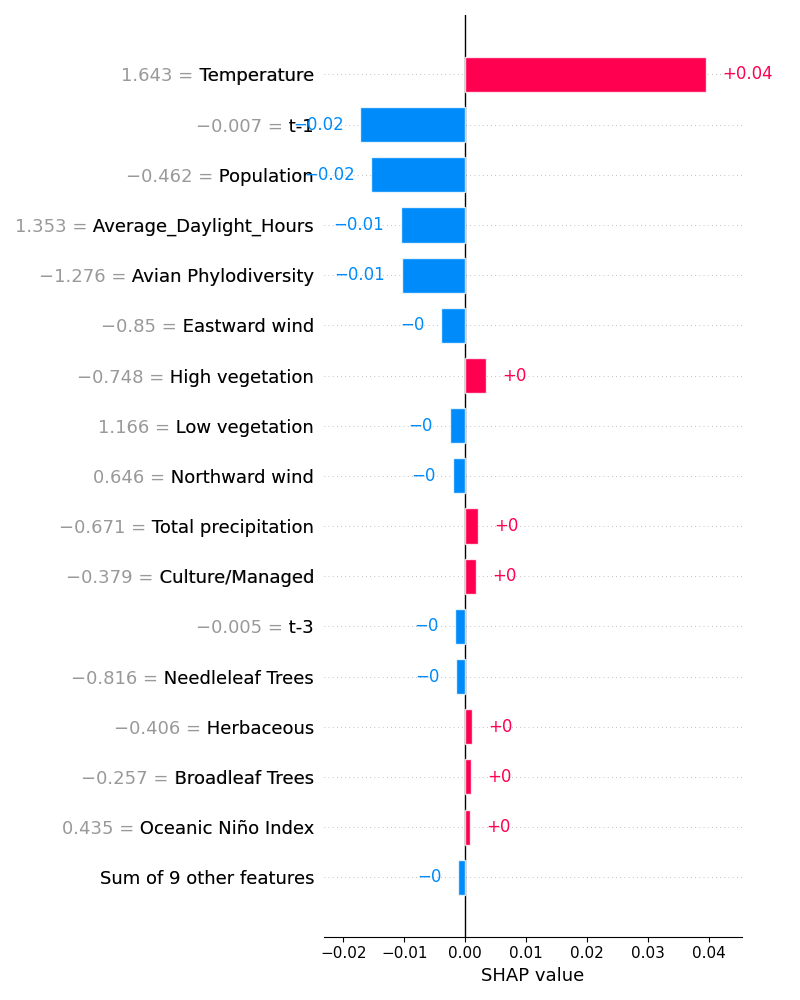 1.643 = Temperature +0.04
−0.007 = t-1 −0.02
−0.462 = Population −0.02
1.353 = Average_Daylight_Hours −0.01
−1.276 = Avian Phylodiversity −0.01
−0.85 = Eastward wind −0
−0.748 = High vegetation +0
1.166 = Low vegetation −0
0.646 = Northward wind −0
−0.671 = Total precipitation +0
−0.379 = Culture/Managed +0
−0.005 = t-3 −0
−0.816 = Needleleaf Trees −0
−0.406 = Herbaceous +0
−0.257 = Broadleaf Trees +0
0.435 = Oceanic Niño Index +0
Sum of 9 other features −0
−0.02 −0.01 0.00 0.01 0.02 0.03 0.04
SHAP value